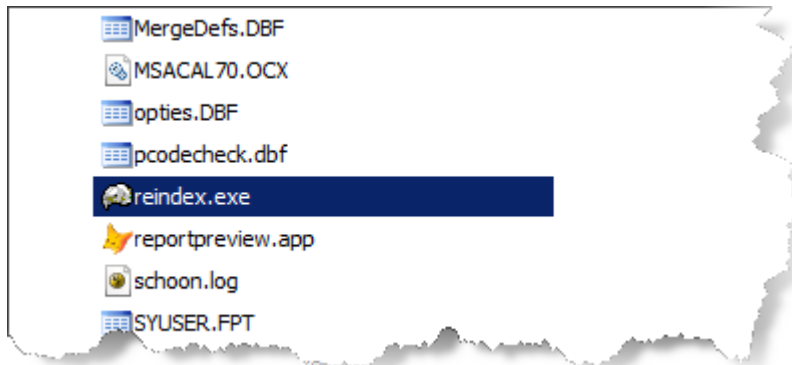 MergeDefs.DBF
MSACAL70.OCX
opties.DBF
pcodecheck.dbf
reindex.exe
reportpreview.app
schoon.log
SYUSER.FPT